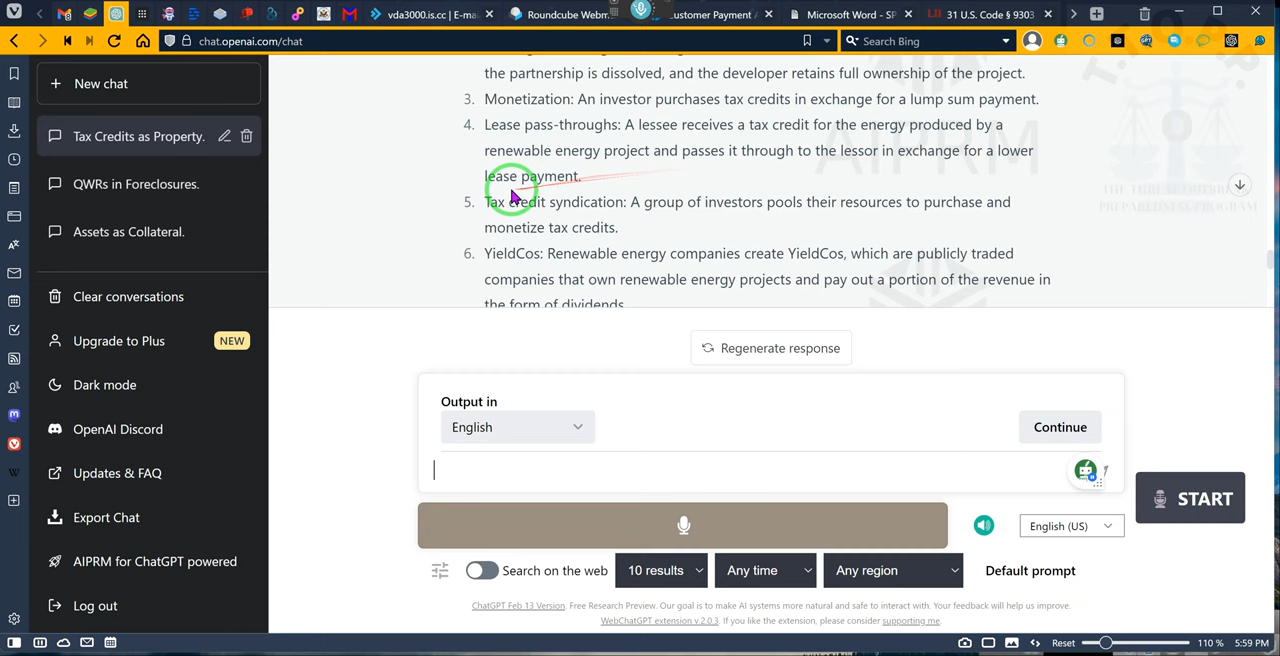 vda3000.is.cc | E-ma
Roundcube Webm
Customer Payment A
Microsoft Word - SP
31 U.S. Code § 9303
chat.openai.com/chat
Search Bing
New chat
Tax Credits as Property.
QWRs in Foreclosures.
Assets as Collateral.
Clear conversations
Upgrade to Plus
NEW
Dark mode
OpenAI Discord
Updates & FAQ
Export Chat
AIPRM for ChatGPT powered
Log out
the partnership is dissolved, and the developer retains full ownership of the project.
3. Monetization: An investor purchases tax credits in exchange for a lump sum payment.
4. Lease pass-throughs: A lessee receives a tax credit for the energy produced by a
renewable energy project and passes it through to the lessor in exchange for a lower
lease payment.
5. Tax credit syndication: A group of investors pools their resources to purchase and
monetize tax credits.
6. YieldCos: Renewable energy companies create YieldCos, which are publicly traded
companies that own renewable energy projects and pay out a portion of the revenue in
the form of dividends.
AIPRM
Regenerate response
Output in
English
Continue
START
English (US)
Search on the web
10 results
Any time
Any region
Default prompt
ChatGPT Feb 13 Version. Free Research Preview. Our goal is to make AI systems more natural and safe to interact with. Your feedback will help us improve.
WebChatGPT extension v.2.0.3. If you like the extension, please consider supporting me.
Reset
110 %
5:59 PM